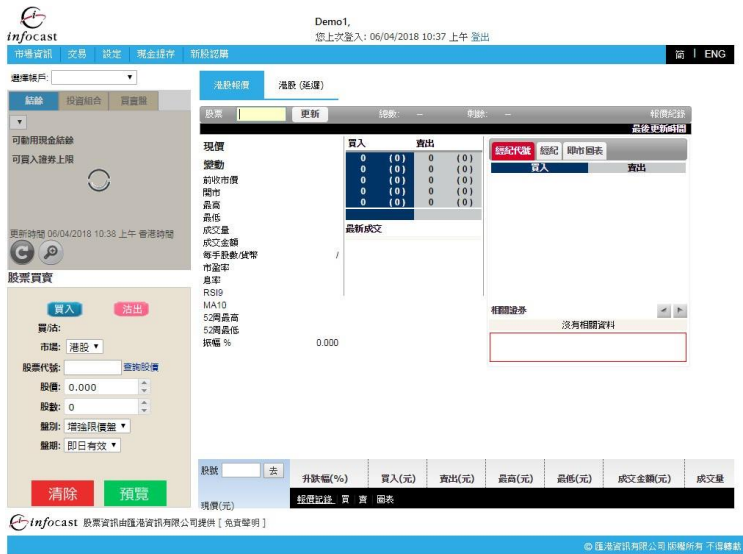 infocast
Demo1,
您上次登入: 06/04/2018 10:37 上午 登出
市場資訊 交易 設定 現金提存 新股認購 简 | ENG
選擇帳戶:
結餘 投資組合 買賣盤
可動用現金結餘
可買入證券上限
更新時間 06/04/2018 10:38 上午 香港時間
股票買賣
買入 沽出
買/沽:
市場: 港股
股票代號: 查詢股價
股價: 0.000
股數: 0
盤別: 增強限價盤
盤期: 即日有效
清除 預覽
港股報價 港股 (延遲)
股票 更新 總數: -- 剩餘: -- 報價紀錄
最後更新時間
現價
變動
前收市價
開市
最高
最低
成交量
成交金額
每手股數/貨幣 /
市盈率
息率
RSI9
MA10
52周最高
52周最低
振幅 % 0.000
買入 賣出
0 (0) 0 (0)
0 (0) 0 (0)
0 (0) 0 (0)
0 (0) 0 (0)
0 (0) 0 (0)
最新成交
經紀代號 經紀 即市圖表
買入 賣出
相關證券
沒有相關資料
股號 去
現價(元)
升跌幅(%) 買入(元) 賣出(元) 最高(元) 最低(元) 成交金額(元) 成交量
報價記錄 買 賣 圖表
infocast 股票資訊由匯港資訊有限公司提供 [ 免責聲明 ]
© 匯港資訊有限公司 版權所有 不得轉載